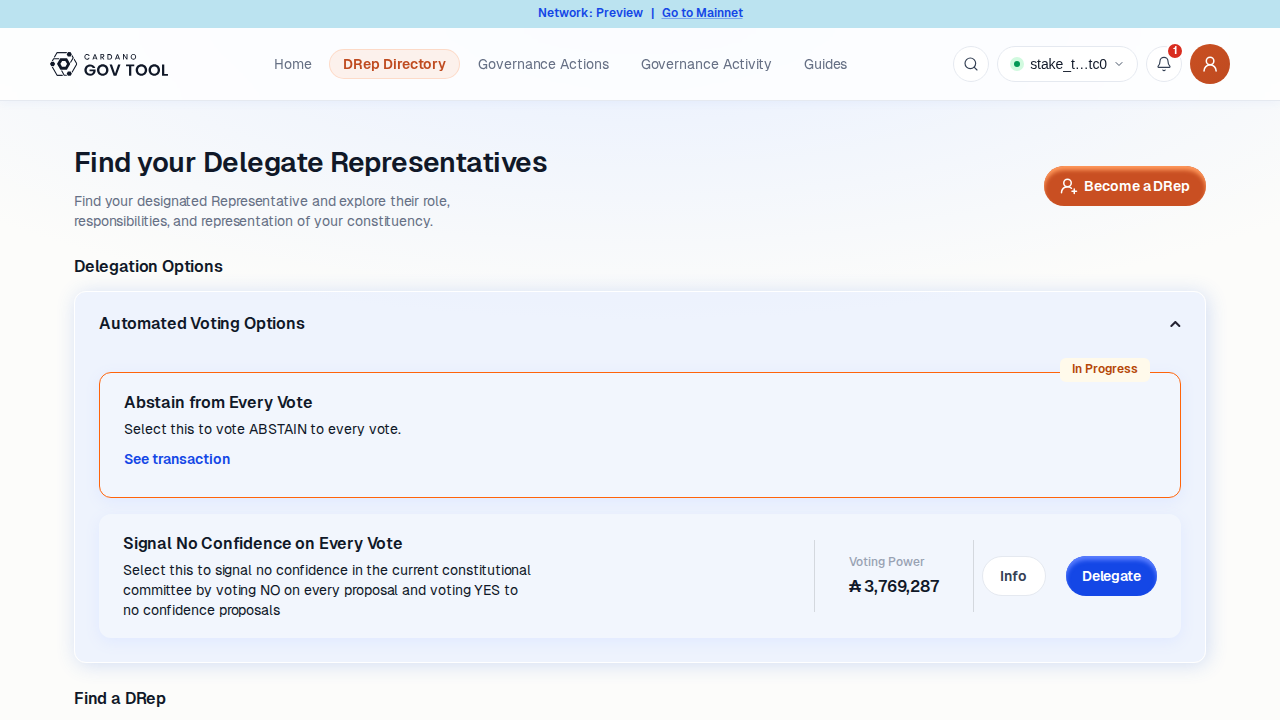 Network: Preview | Go to Mainnet
CARDANO
GOV TOOL
Home
DRep Directory
Governance Actions
Governance Activity
Guides
stake_t...tc0
1
Find your Delegate Representatives
Find your designated Representative and explore their role,
responsibilities, and representation of your constituency.
Become a DRep
Delegation Options
Automated Voting Options
In Progress
Abstain from Every Vote
Select this to vote ABSTAIN to every vote.
See transaction
Signal No Confidence on Every Vote
Select this to signal no confidence in the current constitutional
committee by voting NO on every proposal and voting YES to
no confidence proposals
Voting Power
₳ 3,769,287
Info
Delegate
Find a DRep